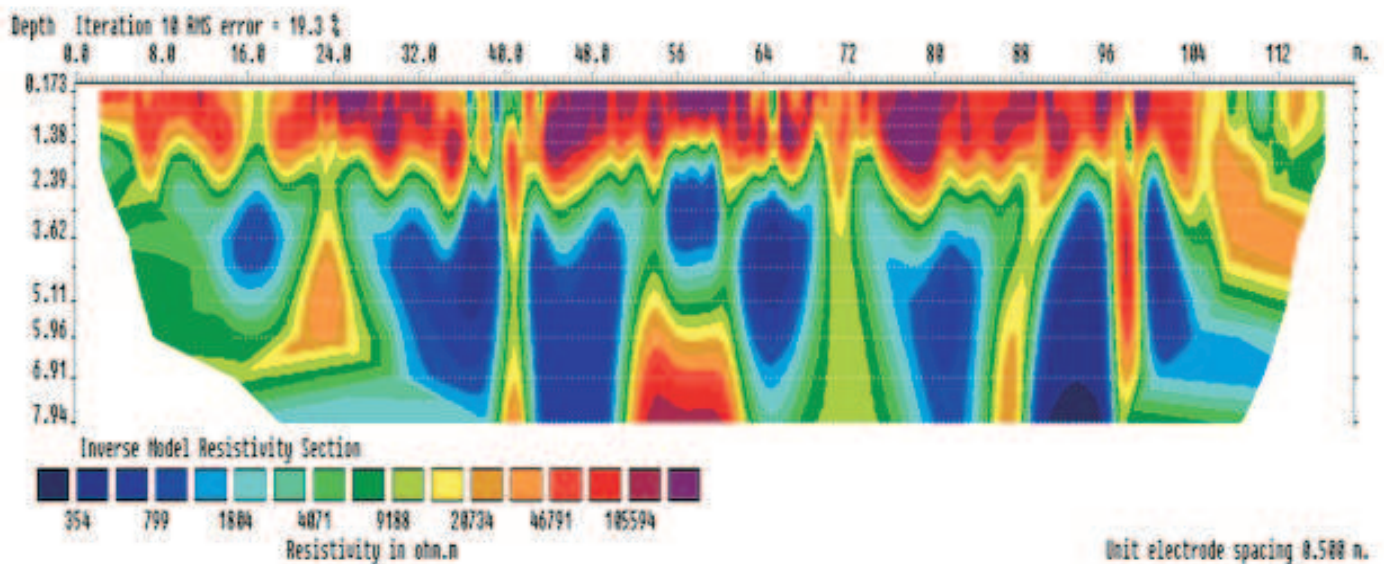 Depth Iteration 10 RMS error = 19.3 %
0.0 8.0 16.0 24.0 32.0 40.0 48.0 56 64 72 80 88 96 104 112 m.
0.173
1.30
2.39
3.62
5.11
5.96
6.91
7.94
Inverse Model Resistivity Section
354 799 1804 4071 9188 20734 46791 105594
Resistivity in ohm.m
Unit electrode spacing 0.500 m.